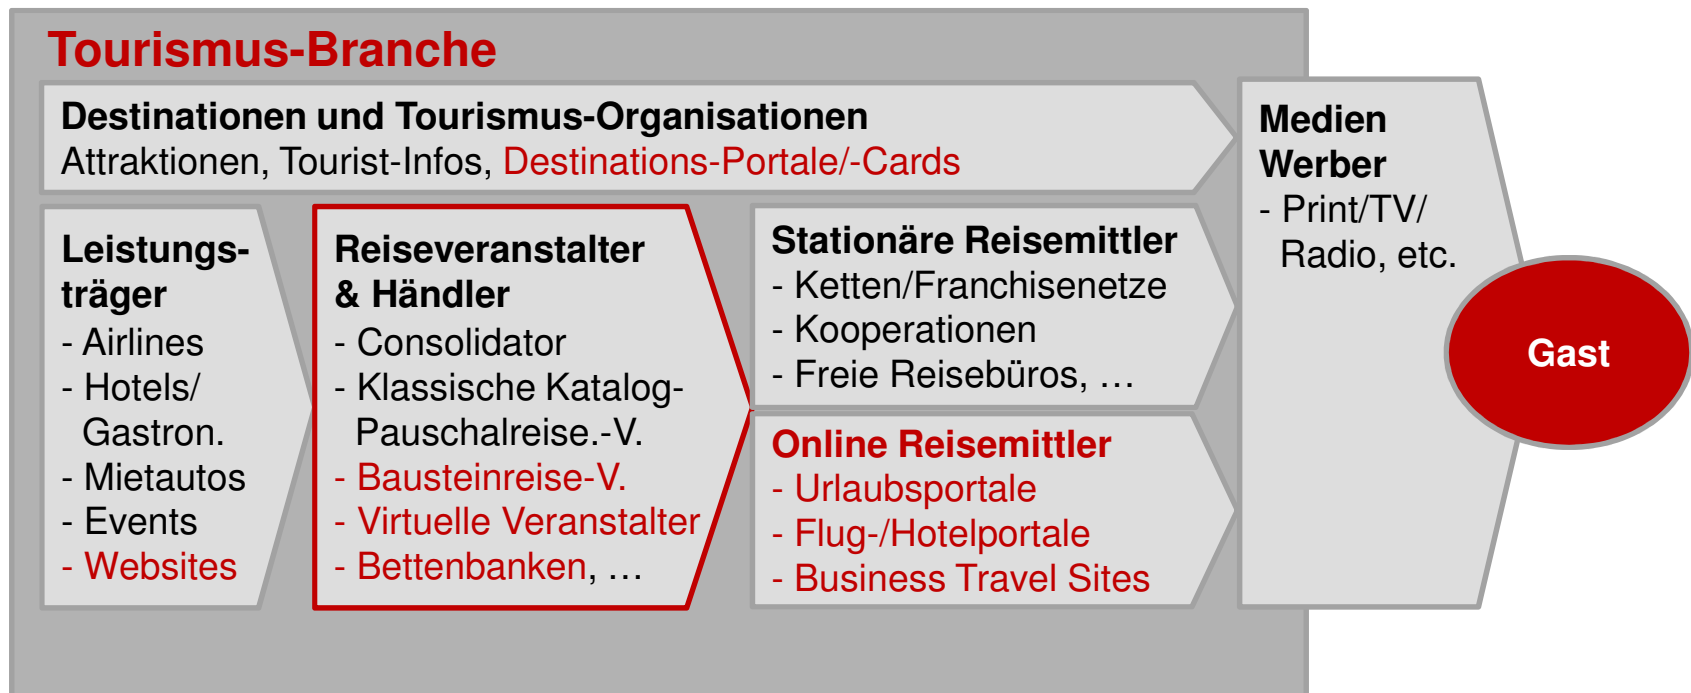 Tourismus-Branche
Destinationen und Tourismus-Organisationen
Attraktionen, Tourist-Infos, Destinations-Portale/-Cards
Leistungs-
träger
- Airlines
- Hotels/
Gastron.
- Mietautos
- Events
- Websites
Reiseveranstalter
& Händler
- Consolidator
- Klassische Katalog-
Pauschalreise.-V.
- Bausteinreise-V.
- Virtuelle Veranstalter
- Bettenbanken, …
Stationäre Reisemittler
- Ketten/Franchisenetze
- Kooperationen
- Freie Reisebüros, …
Online Reisemittler
- Urlaubsportale
- Flug-/Hotelportale
- Business Travel Sites
Medien
Werber
- Print/TV/
Radio, etc.
Gast